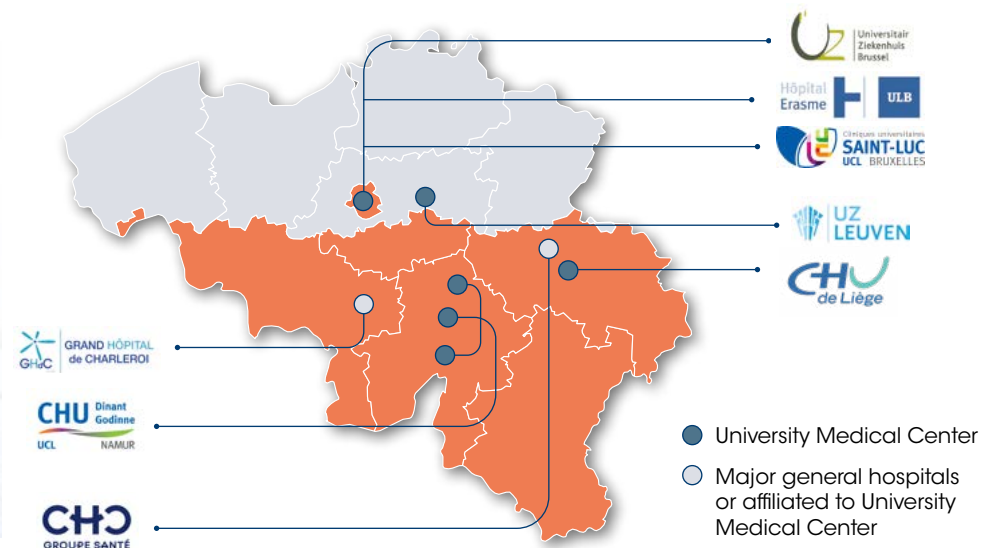 Universitair
Ziekenhuis
Brussel
UZ
Hôpital
Erasme
ULB
Cliniques universitaires
SAINT-LUC
UCL BRUXELLES
UZ
LEUVEN
CHU
de Liège
GHdC
GRAND HÔPITAL
de CHARLEROI
CHU Dinant
Godinne
UCL NAMUR
CHC
GROUPE SANTÉ
University Medical Center
Major general hospitals
or affiliated to University
Medical Center